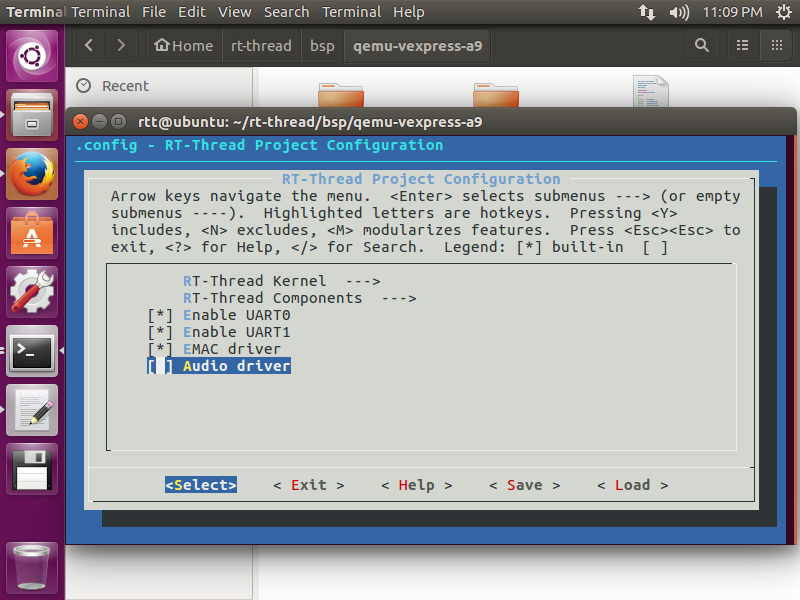 Terminal Terminal File Edit View Search Terminal Help 11:09 PM
Home rt-thread bsp qemu-vexpress-a9
Recent
rtt@ubuntu: ~/rt-thread/bsp/qemu-vexpress-a9
.config - RT-Thread Project Configuration
RT-Thread Project Configuration
Arrow keys navigate the menu. <Enter> selects submenus ---> (or empty
submenus ----). Highlighted letters are hotkeys. Pressing <Y>
includes, <N> excludes, <M> modularizes features. Press <Esc><Esc> to
exit, <?> for Help, </> for Search. Legend: [*] built-in [ ]
RT-Thread Kernel --->
RT-Thread Components --->
[*] Enable UART0
[*] Enable UART1
[*] EMAC driver
[ ] Audio driver
<Select> < Exit > < Help > < Save > < Load >